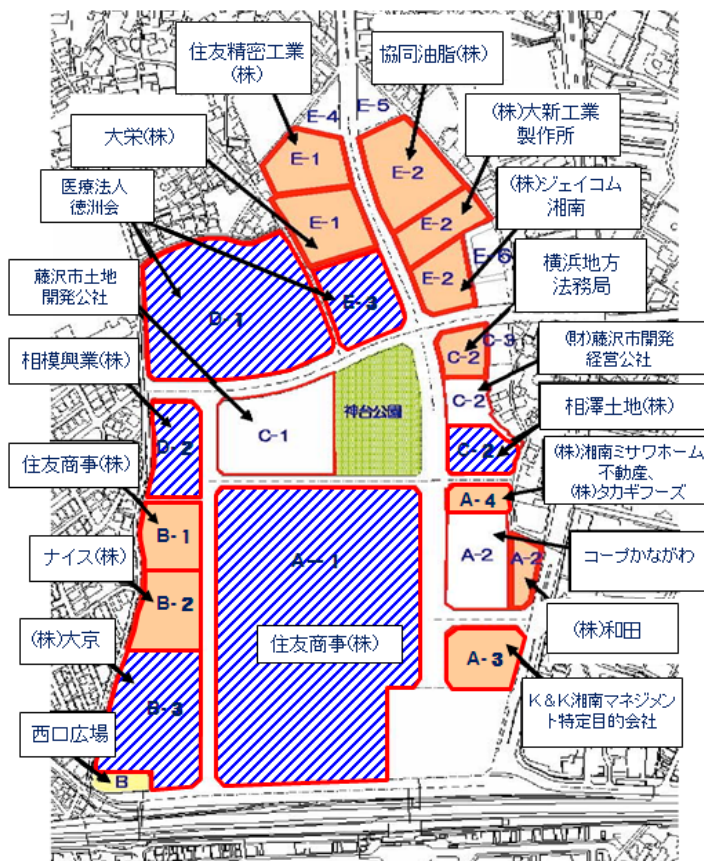 住友精密工業
(株)
協同油脂(株)
E-5
E-4
(株)大新工業
製作所
大栄(株)
E-1
E-2
医療法人
徳洲会
(株)ジェイコム
湘南
E-1
E-2
E-2
E-6
横浜地方
法務局
藤沢市土地
開発公社
D-1
E-3
(財)藤沢市開発
経営公社
C-3
C-2
相模興業(株)
神台公園
C-2
相澤土地(株)
C-1
D-2
C-2
住友商事(株)
(株)湘南ミサワホーム
不動産、
(株)タカギフーズ
A-4
B-1
A-1
A-2
A-2
コープかながわ
ナイス(株)
B-2
(株)大京
住友商事(株)
(株)和田
A-3
B-3
K&K湘南マネジメン
ト特定目的会社
西口広場
B